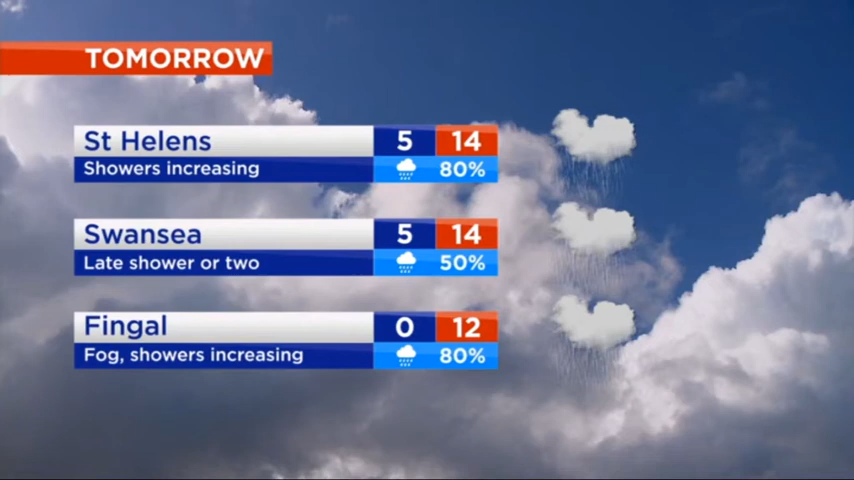 TOMORROW
St Helens 5 14
Showers increasing 80%
Swansea 5 14
Late shower or two 50%
Fingal 0 12
Fog, showers increasing 80%